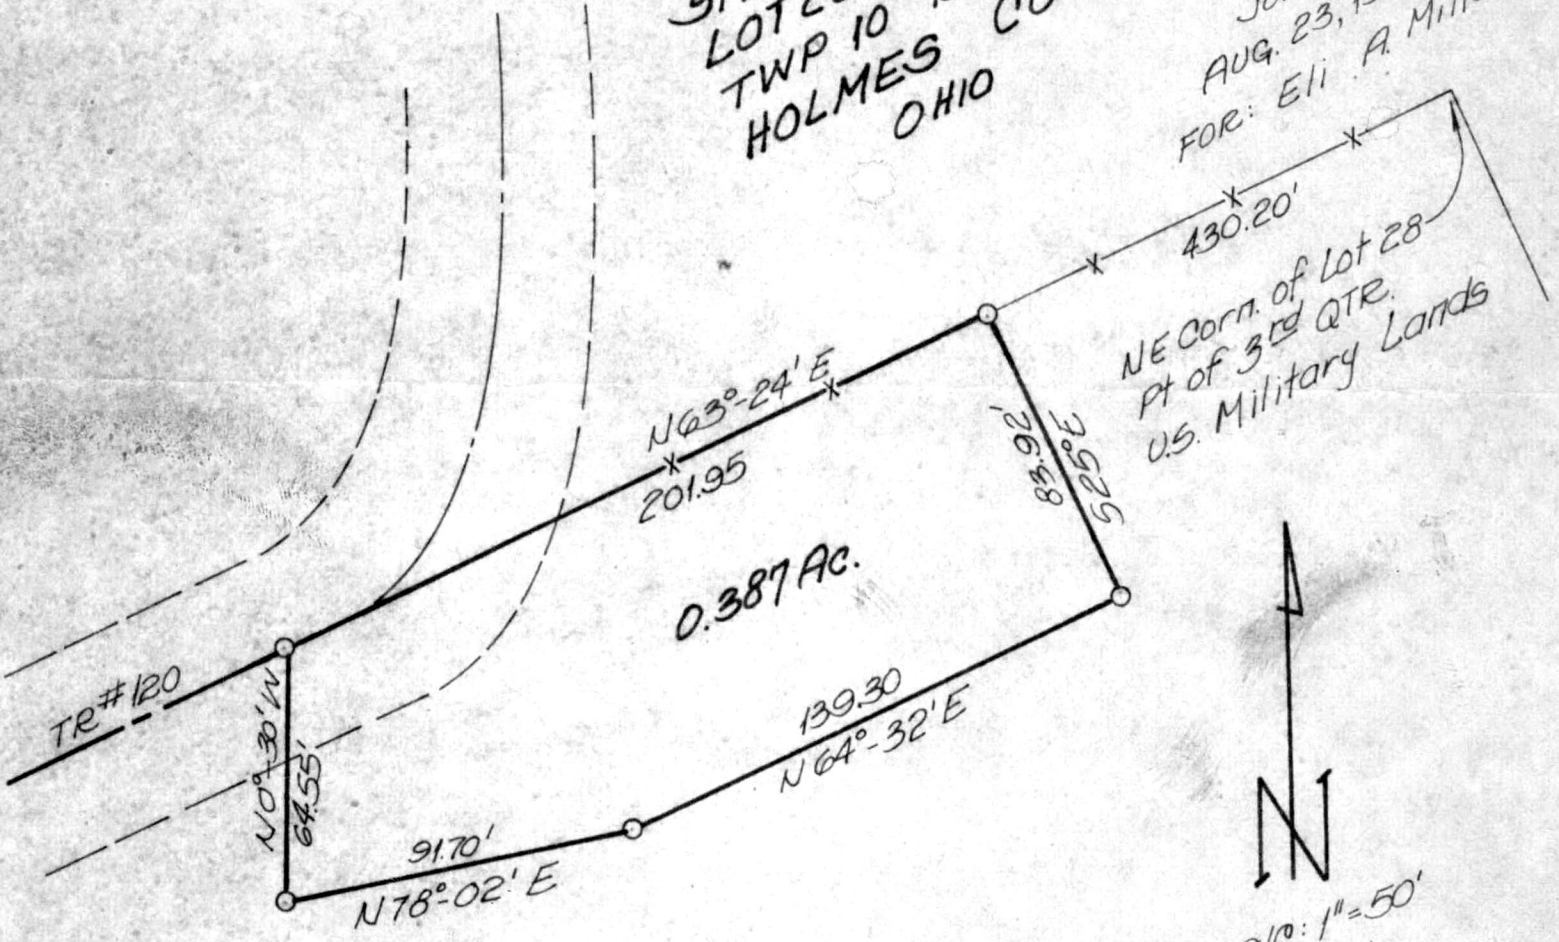 LOT
TWP 10
HOLMES CO
OHIO
AUG. 23,
FOR: Eli A. Mill
430.20'
NE Corn. of Lot 28
Pt of 3rd QTR.
U.S. Military Lands
N63°-24' E
201.95
83.92'
S25°E
0.387 Ac.
TR#120
N0°-30' W
64.55'
139.30
N64°-32' E
91.70'
N78°-02' E
N
1"=50'